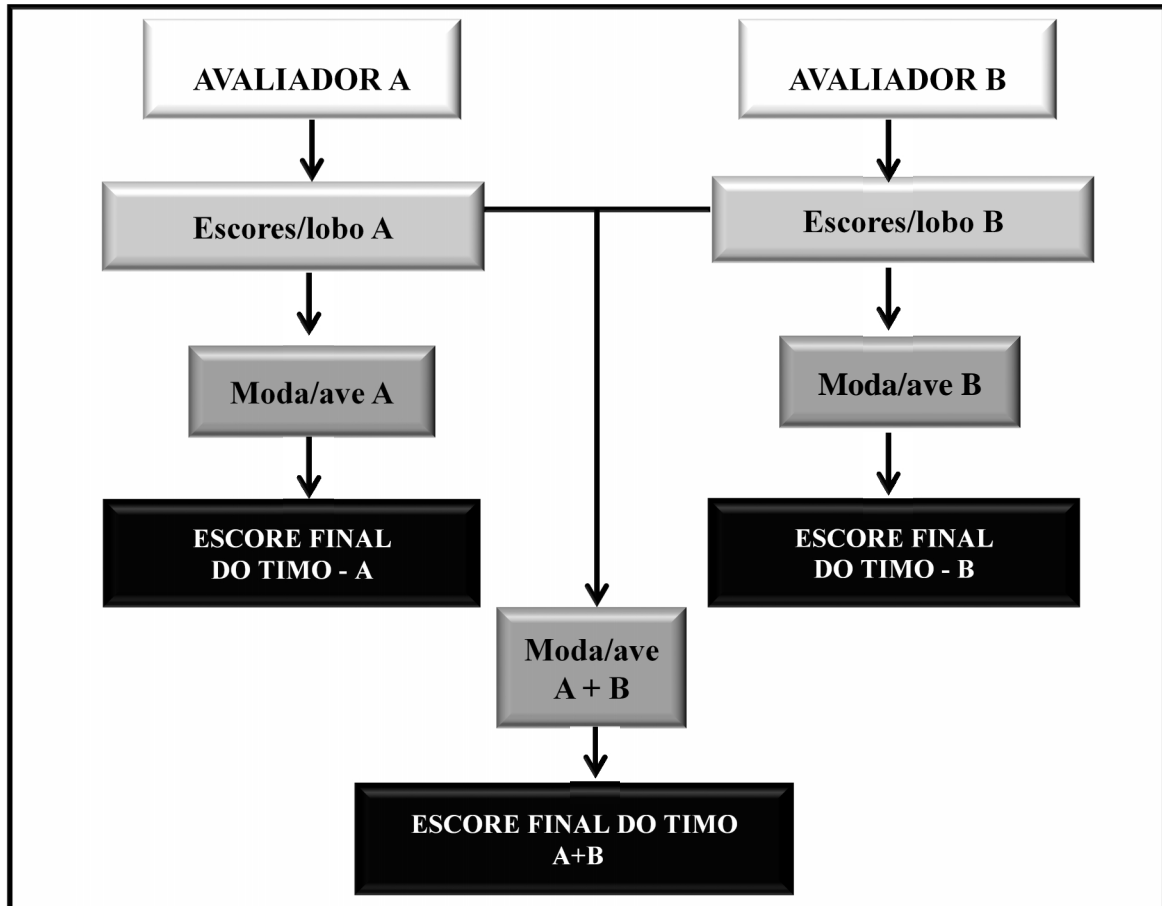 AVALIADOR A
AVALIADOR B
Escores/lobo A
Escores/lobo B
Moda/ave A
Moda/ave B
ESCORE FINAL
DO TIMO - A
ESCORE FINAL
DO TIMO - B
Moda/ave
A + B
ESCORE FINAL DO TIMO
A+B